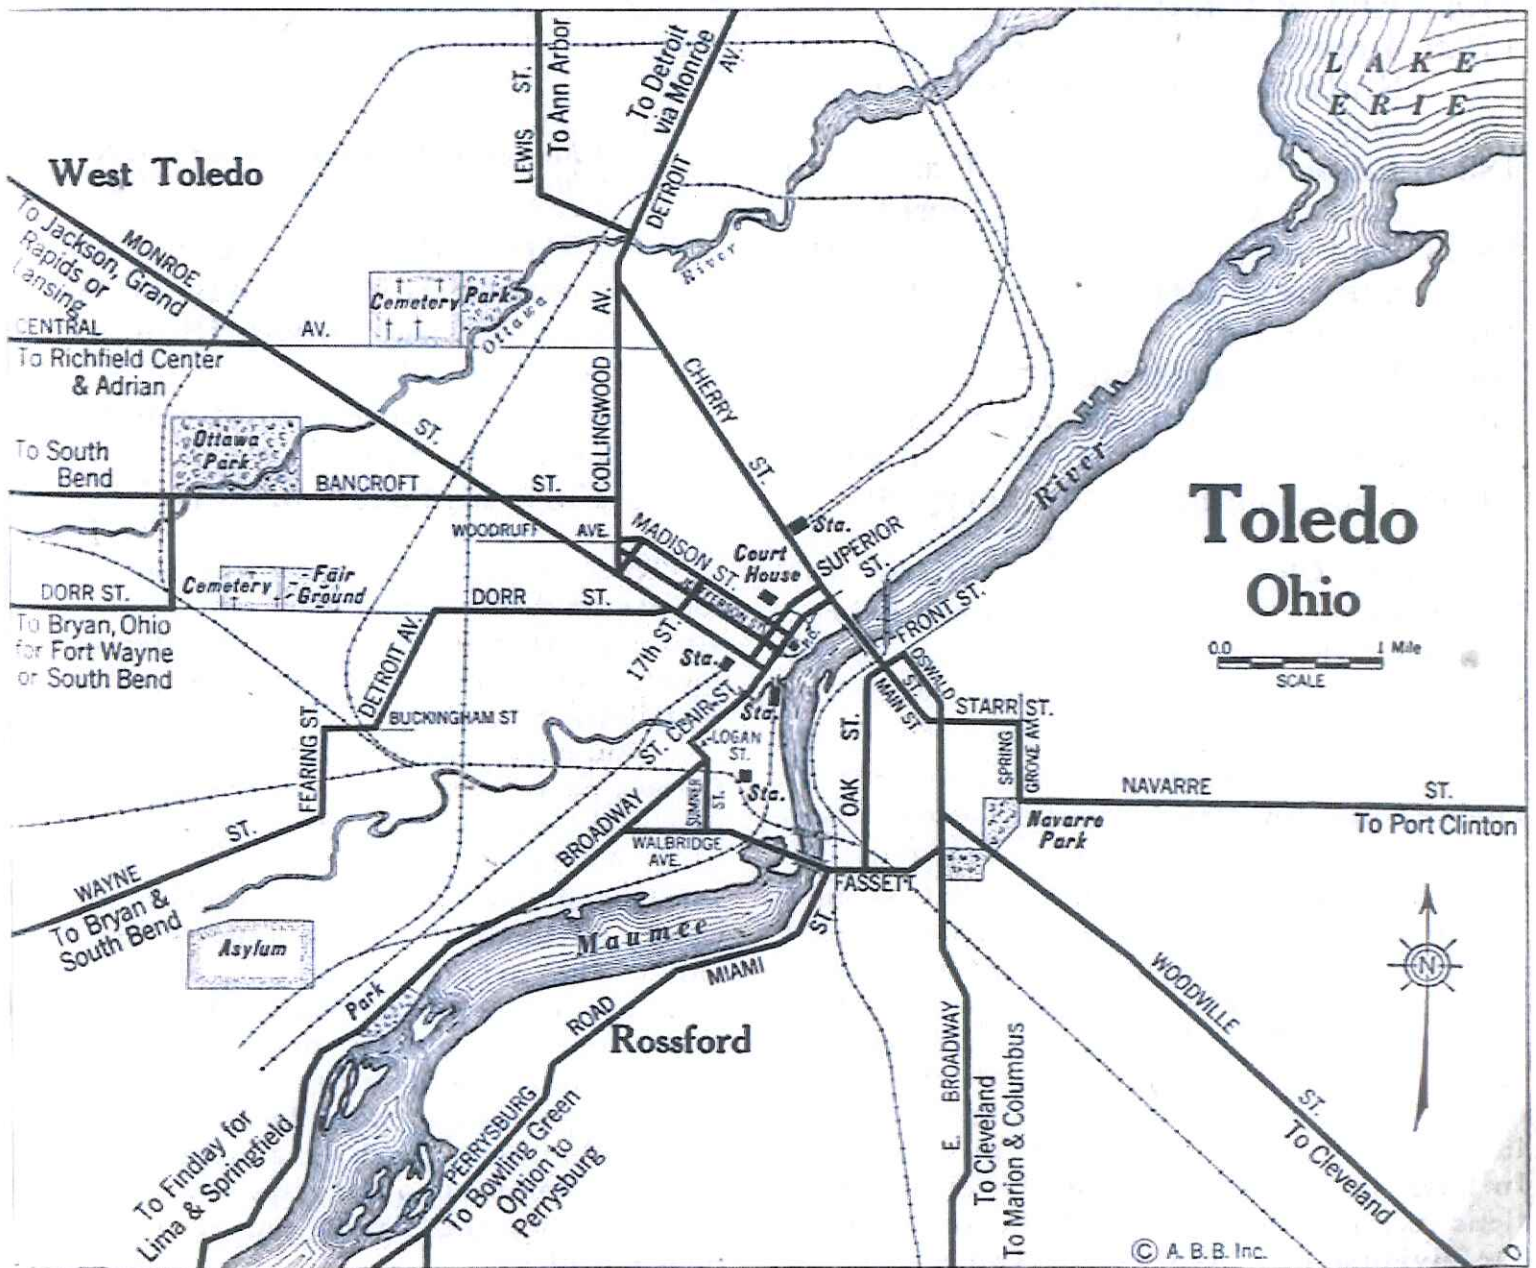 LAKE
ERIE
LEWIS ST.
To Ann Arbor
To Detroit
via Monroe
DETROIT AV.
West Toledo
To Jackson, Grand
Rapids or
Lansing
MONROE ST.
River
Ottawa
Cemetery
Park
CENTRAL AV.
To Richfield Center
& Adrian
COLLINGWOOD AV.
CHERRY ST.
Ottawa
Park
To South
Bend
BANCROFT ST.
River
Toledo
Ohio
0.0 1 Mile
SCALE
WOODRUFF AVE.
MADISON ST.
JEFFERSON ST.
Sta.
Court
House
SUPERIOR
ST.
P.O.
Cemetery
Fair
Ground
DORR ST.
DORR ST.
To Bryan, Ohio
for Fort Wayne
or South Bend
17th ST.
Sta.
FRONT ST.
OSWALD
ST.
MAIN ST.
STARR ST.
SPRING
GROVE AV.
DETROIT AV.
BUCKINGHAM ST
FEARING ST.
ST. CLAIR ST.
Sta.
LOGAN
ST.
Sta.
SUMNER
ST.
OAK ST.
NAVARRE ST.
To Port Clinton
Navarre
Park
BROADWAY
WALBRIDGE
AVE.
FASSETT
WAYNE ST.
To Bryan &
South Bend
Asylum
Maumee
MIAMI ST.
Park
ROAD
Rossford
PERRYSBURG
To Bowling Green
Option to
Perrysburg
To Findlay for
Lima & Springfield
E. BROADWAY
To Cleveland
To Marion & Columbus
WOODVILLE ST.
To Cleveland
N
© A. B. B. Inc.